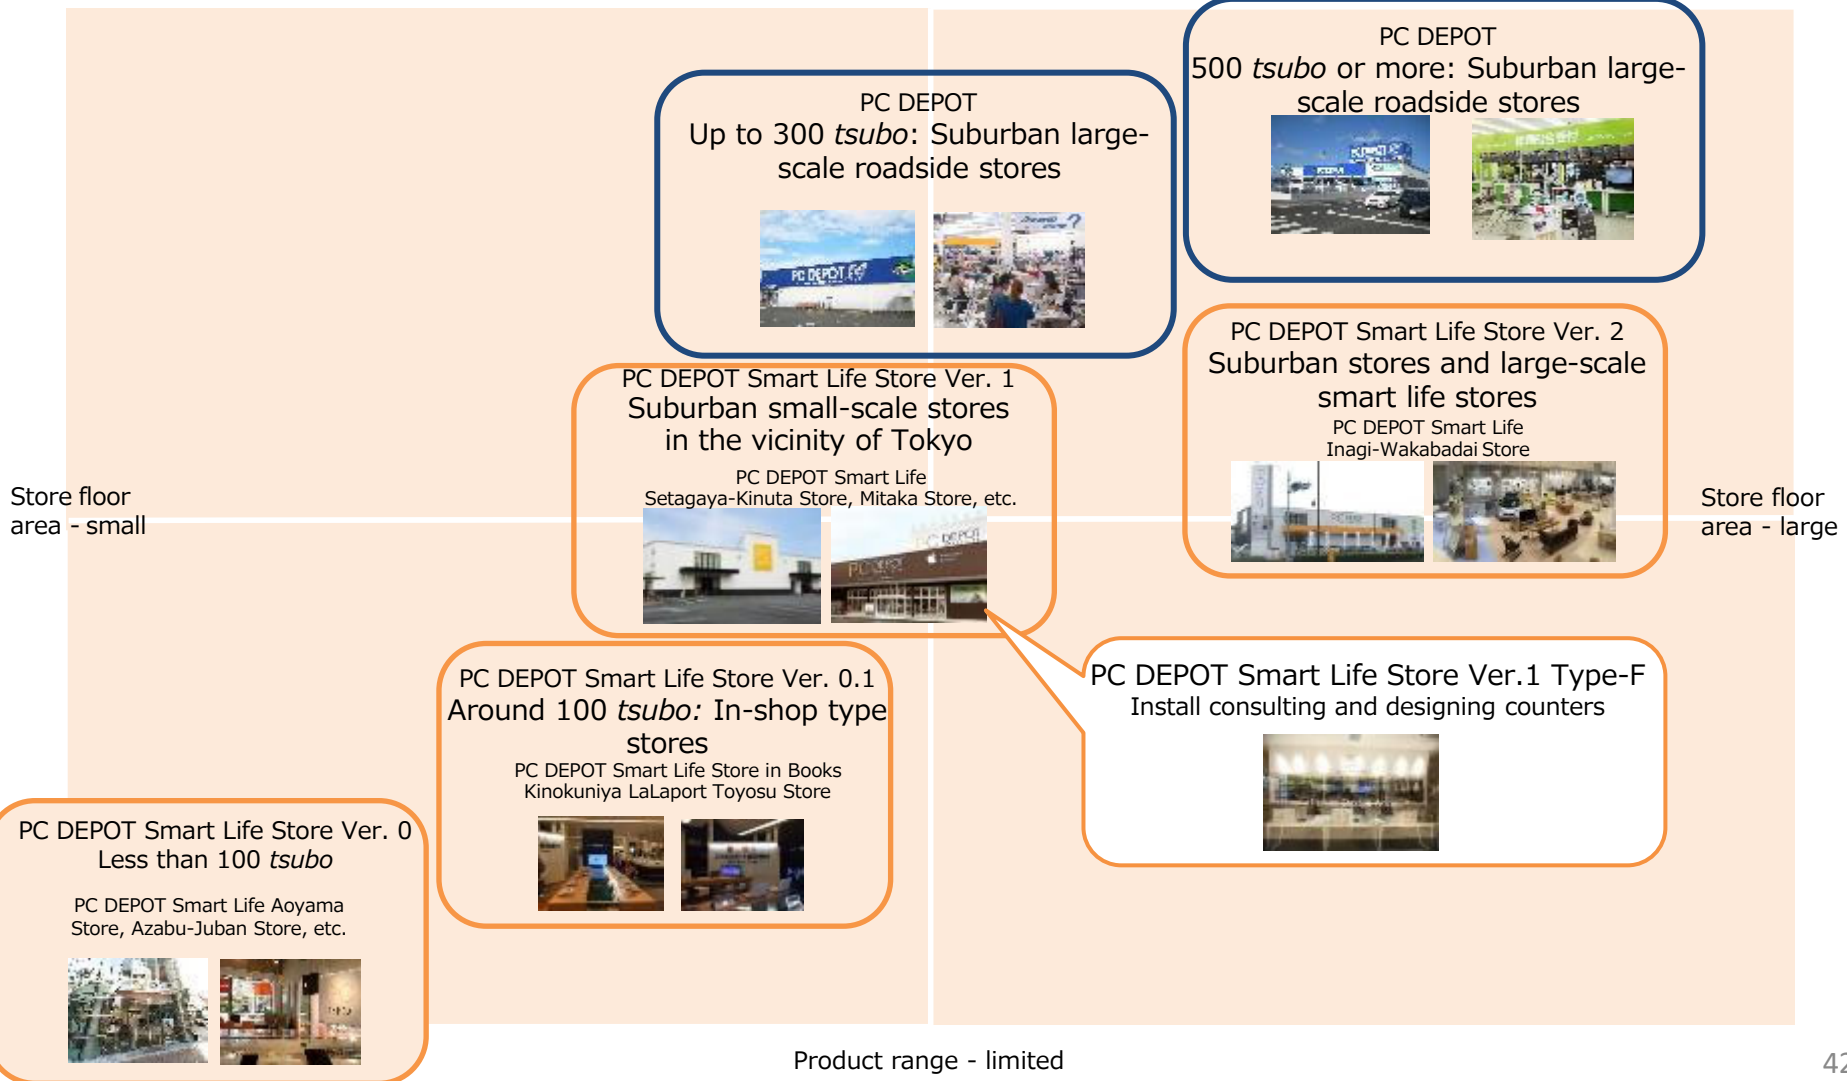 PC DEPOT
500 tsubo or more: Suburban large-
scale roadside stores
PC DEPOT
Up to 300 tsubo: Suburban large-
scale roadside stores
PC DEPOT
PC DEPOT Smart Life Store Ver. 2
Suburban stores and large-scale
smart life stores
PC DEPOT Smart Life
Inagi-Wakabadai Store
PC DEPOT Smart Life Store Ver. 1
Suburban small-scale stores
in the vicinity of Tokyo
PC DEPOT Smart Life
Setagaya-Kinuta Store, Mitaka Store, etc.
PC DEPOT
PC DEPOT
Store floor
area - small
Store floor
area - large
PC DEPOT Smart Life Store Ver.1 Type-F
Install consulting and designing counters
PC DEPOT Smart Life Store Ver. 0.1
Around 100 tsubo: In-shop type
stores
PC DEPOT Smart Life Store in Books
Kinokuniya LaLaport Toyosu Store
PC DEPOT Smart Life Store Ver. 0
Less than 100 tsubo
PC DEPOT Smart Life Aoyama
Store, Azabu-Juban Store, etc.
Product range - limited
42